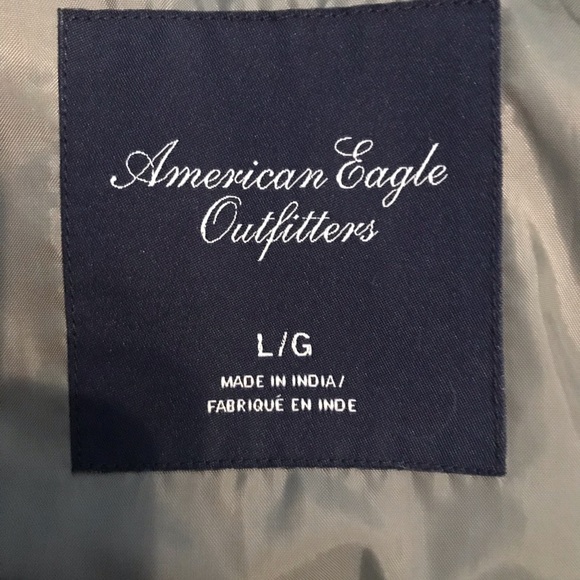 American Eagle
Outfitters
L/G
MADE IN INDIA/
FABRIQUÉ EN INDE